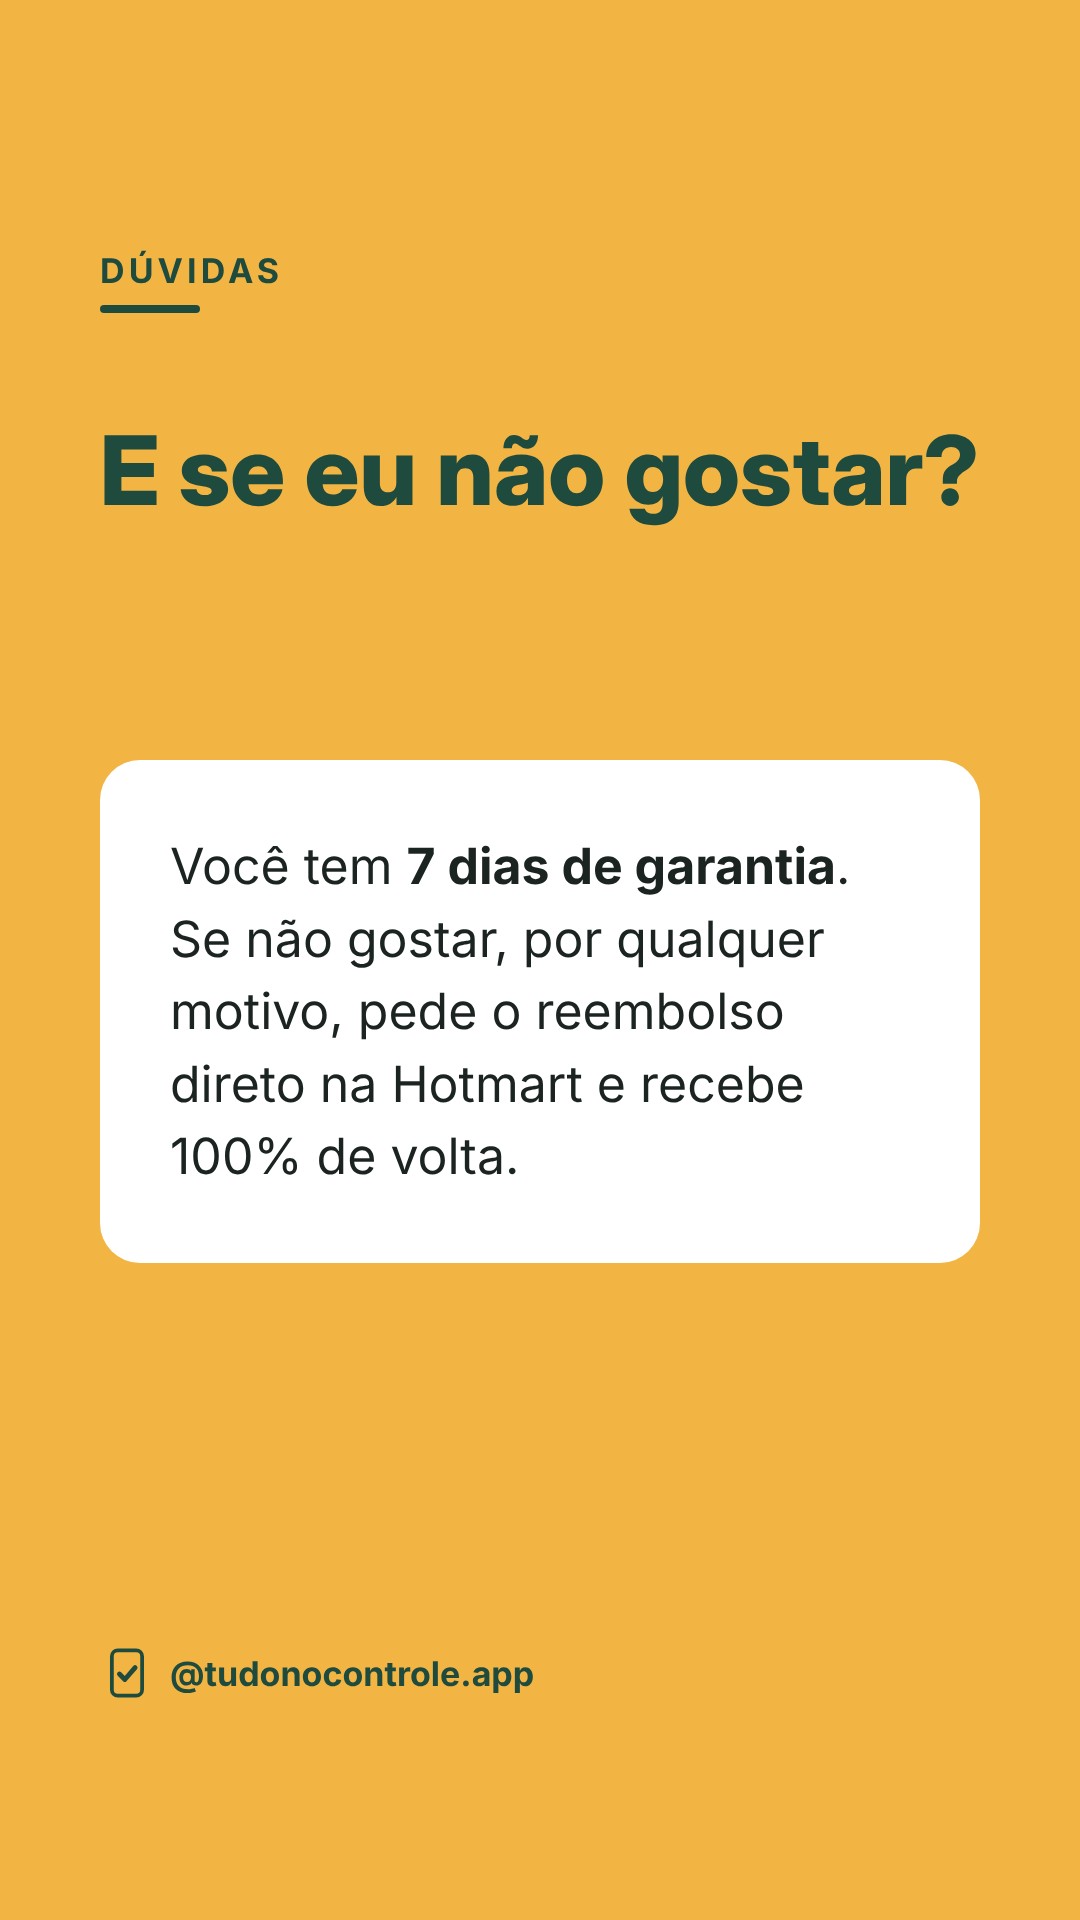 DÚVIDAS
E se eu não gostar?
Você tem 7 dias de garantia.
Se não gostar, por qualquer
motivo, pede o reembolso
direto na Hotmart e recebe
100% de volta.
@tudonocontrole.app